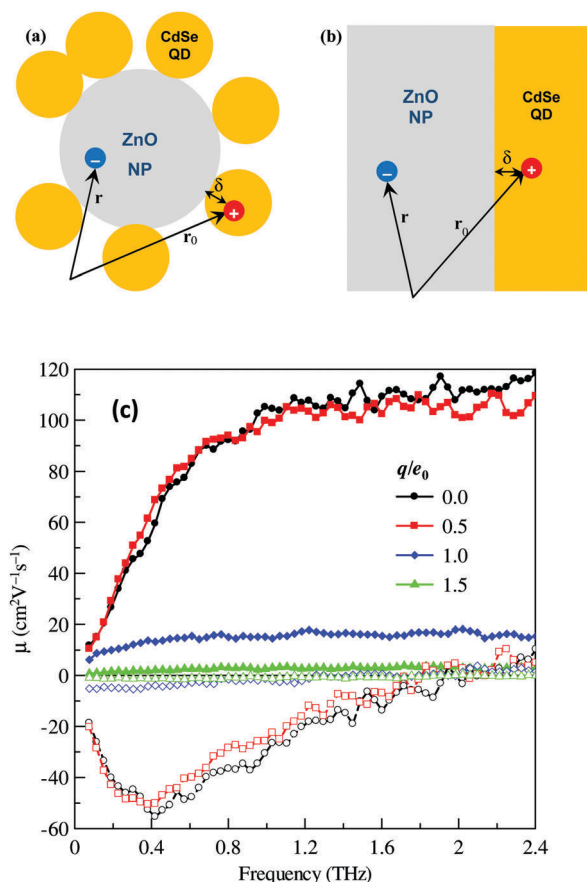 (a)
CdSe
QD
ZnO
NP
−
r
δ
+
r₀
(b)
ZnO
NP
CdSe
QD
δ
−
+
r
r₀
(c)
q/e₀
0.0
0.5
1.0
1.5
μ (cm²V⁻¹s⁻¹)
120
100
80
60
40
20
0
-20
-40
-60
0 0.4 0.8 1.2 1.6 2 2.4
Frequency (THz)